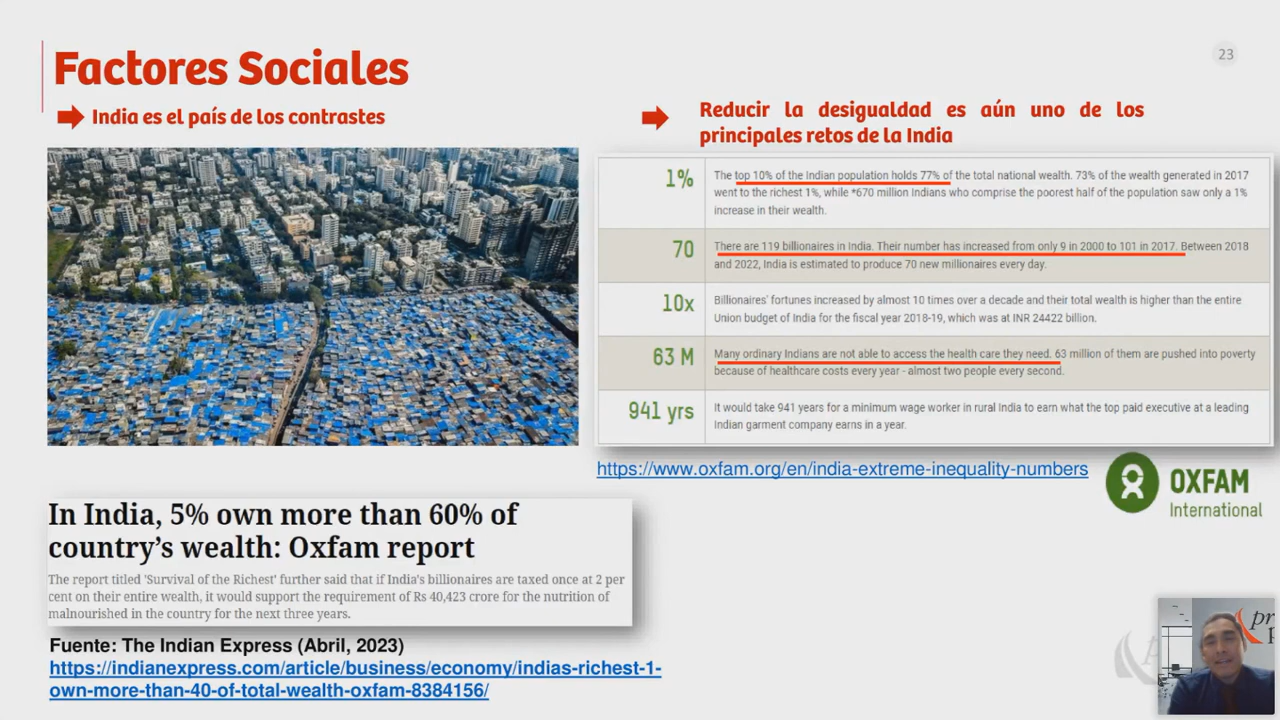 Factores Sociales
23
India es el país de los contrastes
Reducir la desigualdad es aún uno de los
principales retos de la India
1%
The top 10% of the Indian population holds 77% of the total national wealth. 73% of the wealth generated in 2017
went to the richest 1%, while *670 million Indians who comprise the poorest half of the population saw only a 1%
increase in their wealth.
70
There are 119 billionaires in India. Their number has increased from only 9 in 2000 to 101 in 2017. Between 2018
and 2022, India is estimated to produce 70 new millionaires every day.
10x
Billionaires' fortunes increased by almost 10 times over a decade and their total wealth is higher than the entire
Union budget of India for the fiscal year 2018-19, which was at INR 24422 billion.
63 M
Many ordinary Indians are not able to access the health care they need. 63 million of them are pushed into poverty
because of healthcare costs every year - almost two people every second.
941 yrs
It would take 941 years for a minimum wage worker in rural India to earn what the top paid executive at a leading
Indian garment company earns in a year.
https://www.oxfam.org/en/india-extreme-inequality-numbers
OXFAM
International
In India, 5% own more than 60% of
country's wealth: Oxfam report
The report titled 'Survival of the Richest' further said that if India's billionaires are taxed once at 2 per
cent on their entire wealth, it would support the requirement of Rs 40,423 crore for the nutrition of
malnourished in the country for the next three years.
Fuente: The Indian Express (Abril, 2023)
https://indianexpress.com/article/business/economy/indias-richest-1-
own-more-than-40-of-total-wealth-oxfam-8384156/